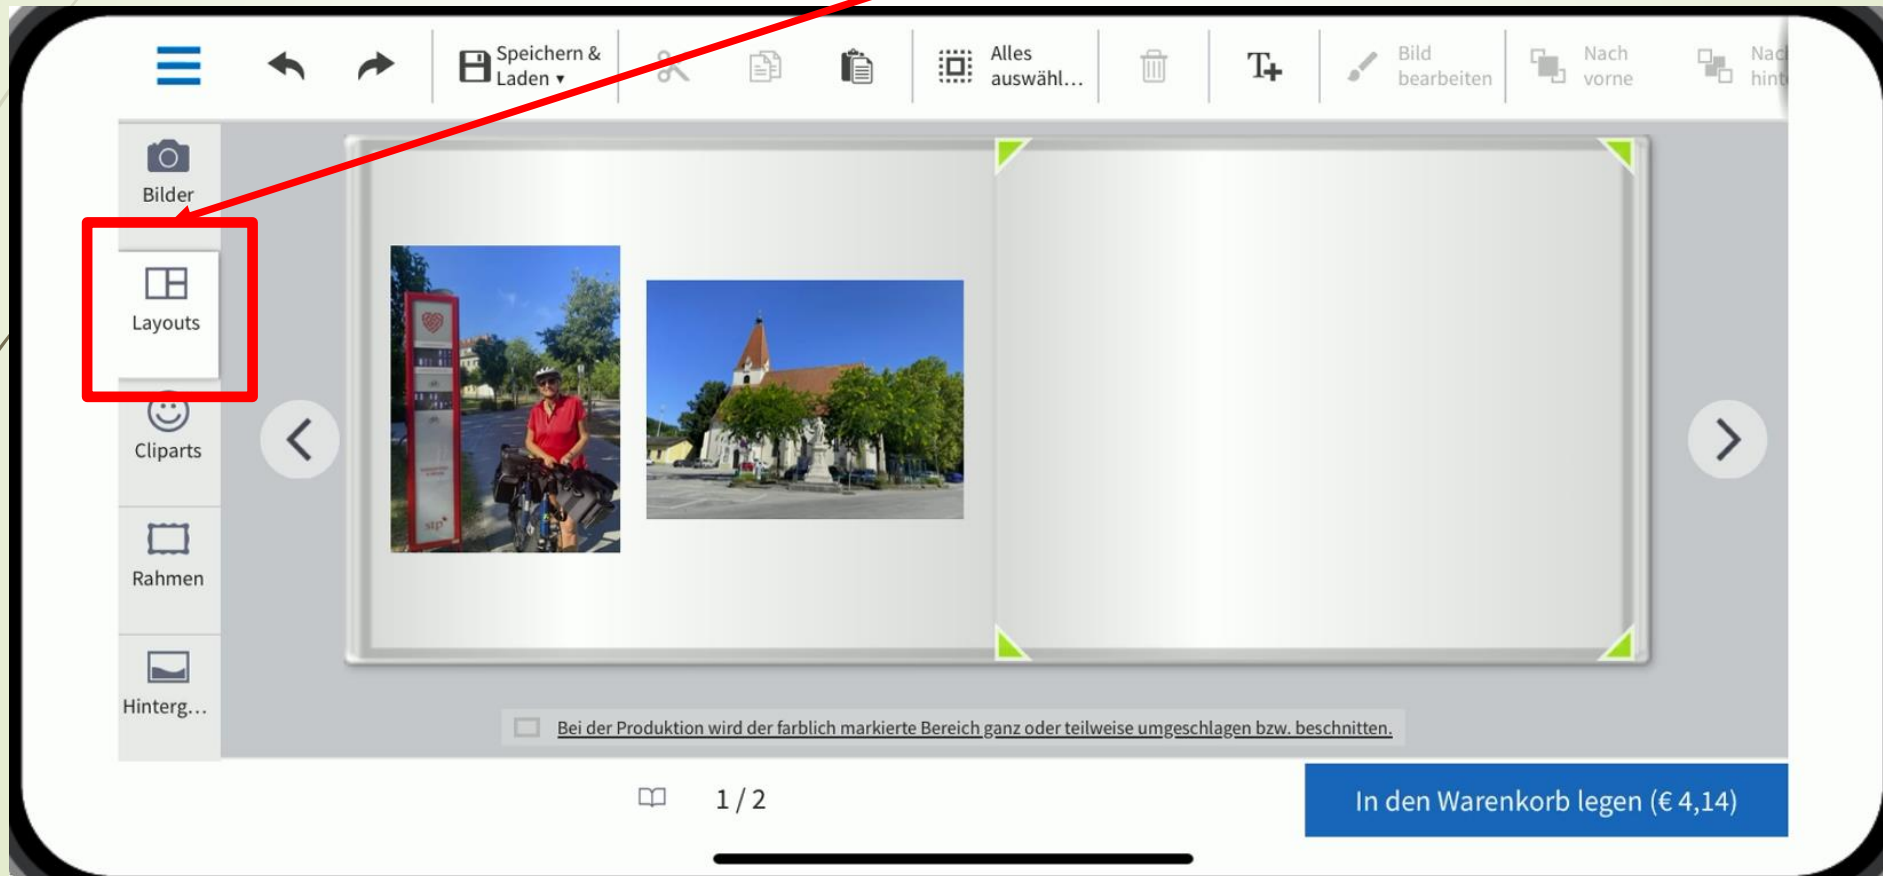 Speichern &
Laden ▾
Alles
auswähl...
T+
Bild
bearbeiten
Nach
vorne
Bilder
Layouts
Cliparts
Rahmen
Hinterg...
stp*
Bei der Produktion wird der farblich markierte Bereich ganz oder teilweise umgeschlagen bzw. beschnitten.
1 / 2
In den Warenkorb legen (€ 4,14)